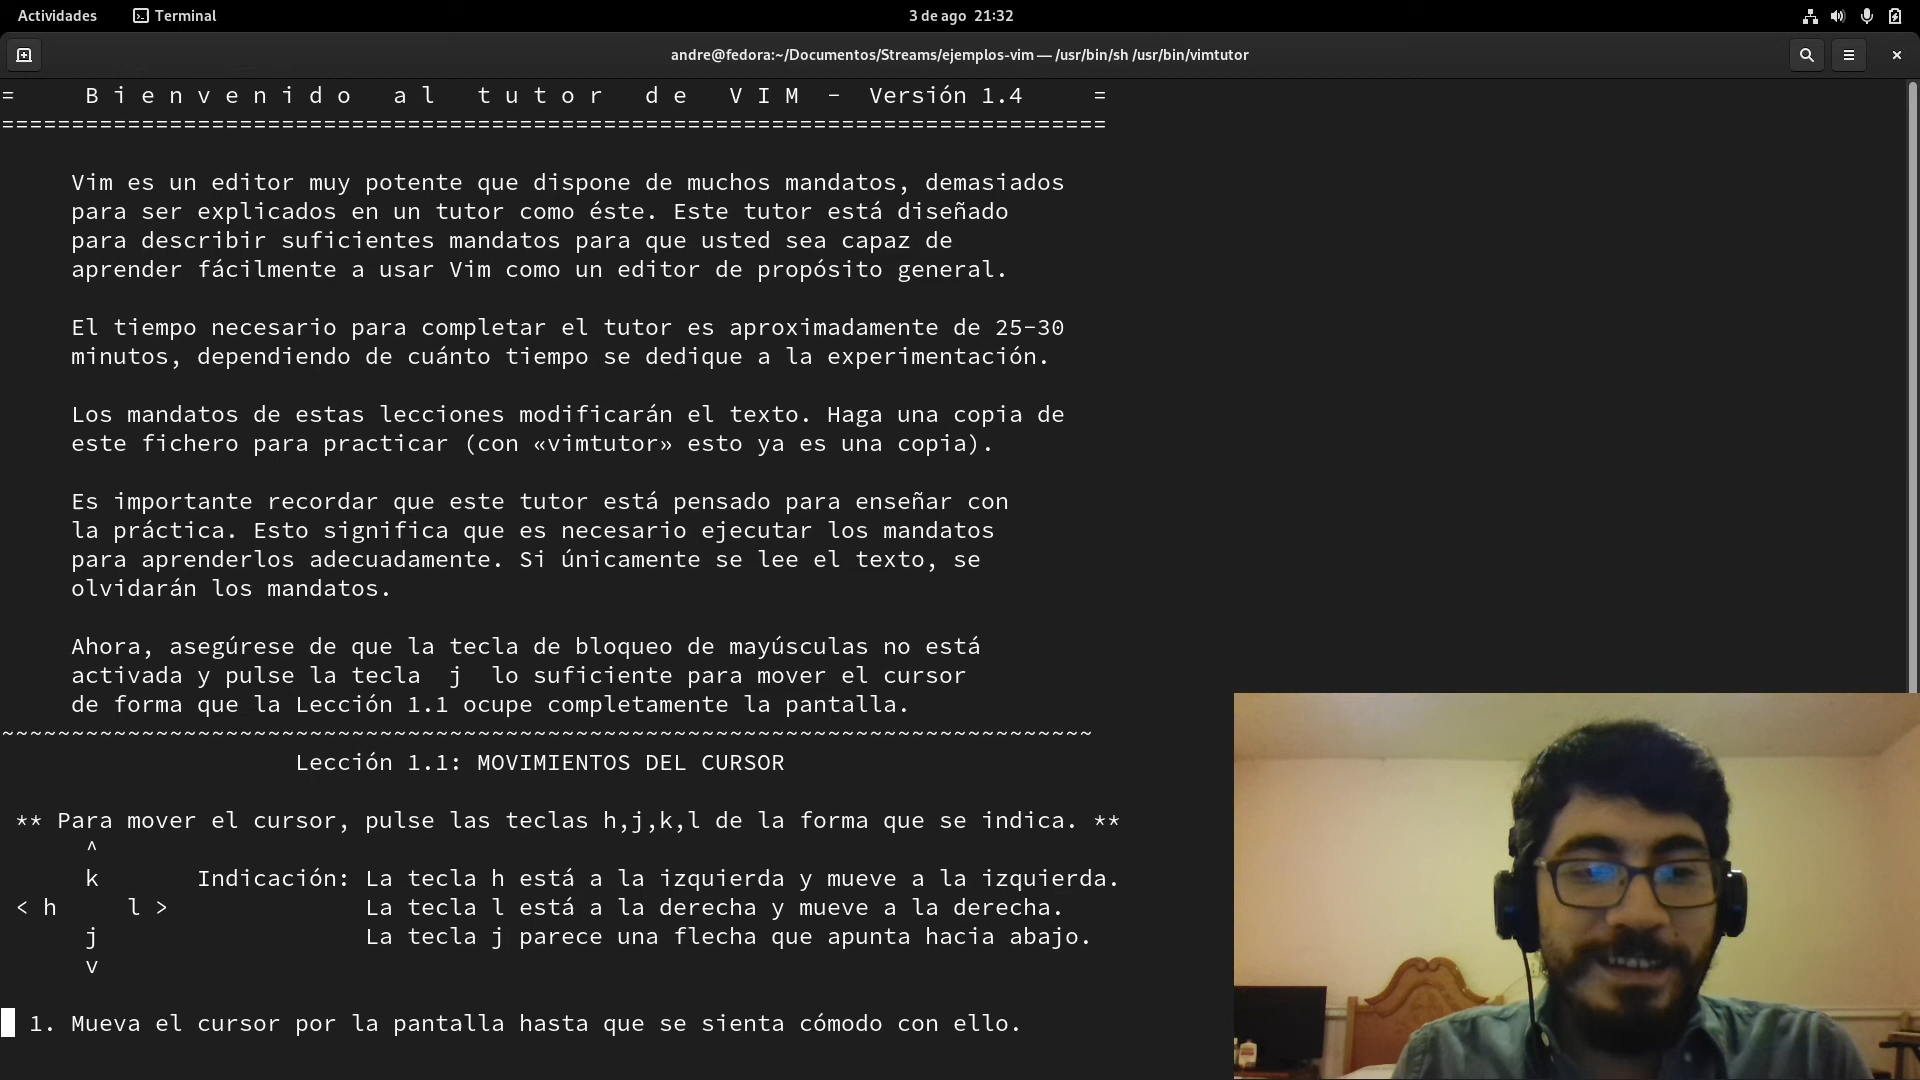 Actividades Terminal 3 de ago 21:32
andre@fedora:~/Documentos/Streams/ejemplos-vim — /usr/bin/sh /usr/bin/vimtutor
= B i e n v e n i d o a l t u t o r d e V I M - Versión 1.4 =
===============================================================================
Vim es un editor muy potente que dispone de muchos mandatos, demasiados
para ser explicados en un tutor como éste. Este tutor está diseñado
para describir suficientes mandatos para que usted sea capaz de
aprender fácilmente a usar Vim como un editor de propósito general.
El tiempo necesario para completar el tutor es aproximadamente de 25-30
minutos, dependiendo de cuánto tiempo se dedique a la experimentación.
Los mandatos de estas lecciones modificarán el texto. Haga una copia de
este fichero para practicar (con «vimtutor» esto ya es una copia).
Es importante recordar que este tutor está pensado para enseñar con
la práctica. Esto significa que es necesario ejecutar los mandatos
para aprenderlos adecuadamente. Si únicamente se lee el texto, se
olvidarán los mandatos.
Ahora, asegúrese de que la tecla de bloqueo de mayúsculas no está
activada y pulse la tecla j lo suficiente para mover el cursor
de forma que la Lección 1.1 ocupe completamente la pantalla.
~~~~~~~~~~~~~~~~~~~~~~~~~~~~~~~~~~~~~~~~~~~~~~~~~~~~~~~~~~~~~~~~~~~~~~~~~~~~~~
Lección 1.1: MOVIMIENTOS DEL CURSOR
** Para mover el cursor, pulse las teclas h,j,k,l de la forma que se indica. **
^
k Indicación: La tecla h está a la izquierda y mueve a la izquierda.
< h l > La tecla l está a la derecha y mueve a la derecha.
j La tecla j parece una flecha que apunta hacia abajo.
v
1. Mueva el cursor por la pantalla hasta que se sienta cómodo con ello.